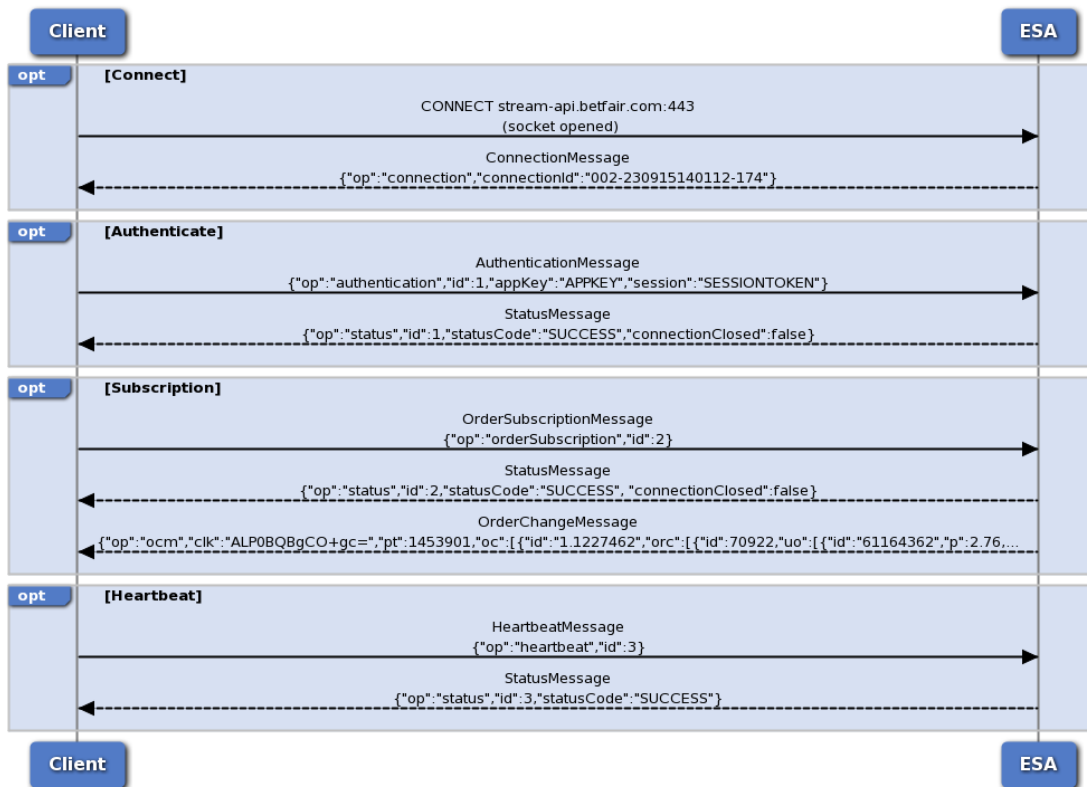 Client ESA
opt [Connect]
CONNECT stream-api.betfair.com:443
(socket opened)
ConnectionMessage
{"op":"connection","connectionId":"002-230915140112-174"}
opt [Authenticate]
AuthenticationMessage
{"op":"authentication","id":1,"appKey":"APPKEY","session":"SESSIONTOKEN"}
StatusMessage
{"op":"status","id":1,"statusCode":"SUCCESS","connectionClosed":false}
opt [Subscription]
OrderSubscriptionMessage
{"op":"orderSubscription","id":2}
StatusMessage
{"op":"status","id":2,"statusCode":"SUCCESS", "connectionClosed":false}
OrderChangeMessage
{"op":"ocm","clk":"ALP0BQBgCO+gc=","pt":1453901,"oc":[{"id":"1.1227462","orc":[{"id":70922,"uo":[{"id":"61164362","p":2.76,...
opt [Heartbeat]
HeartbeatMessage
{"op":"heartbeat","id":3}
StatusMessage
{"op":"status","id":3,"statusCode":"SUCCESS"}
Client ESA